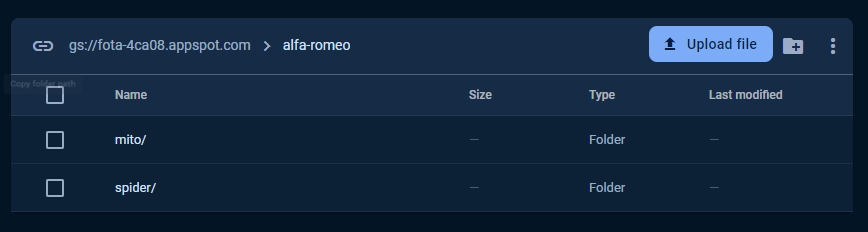 gs://fota-4ca08.appspot.com > alfa-romeo Upload file
Copy folder path
Name Size Type Last modified
mito/ — Folder —
spider/ — Folder —